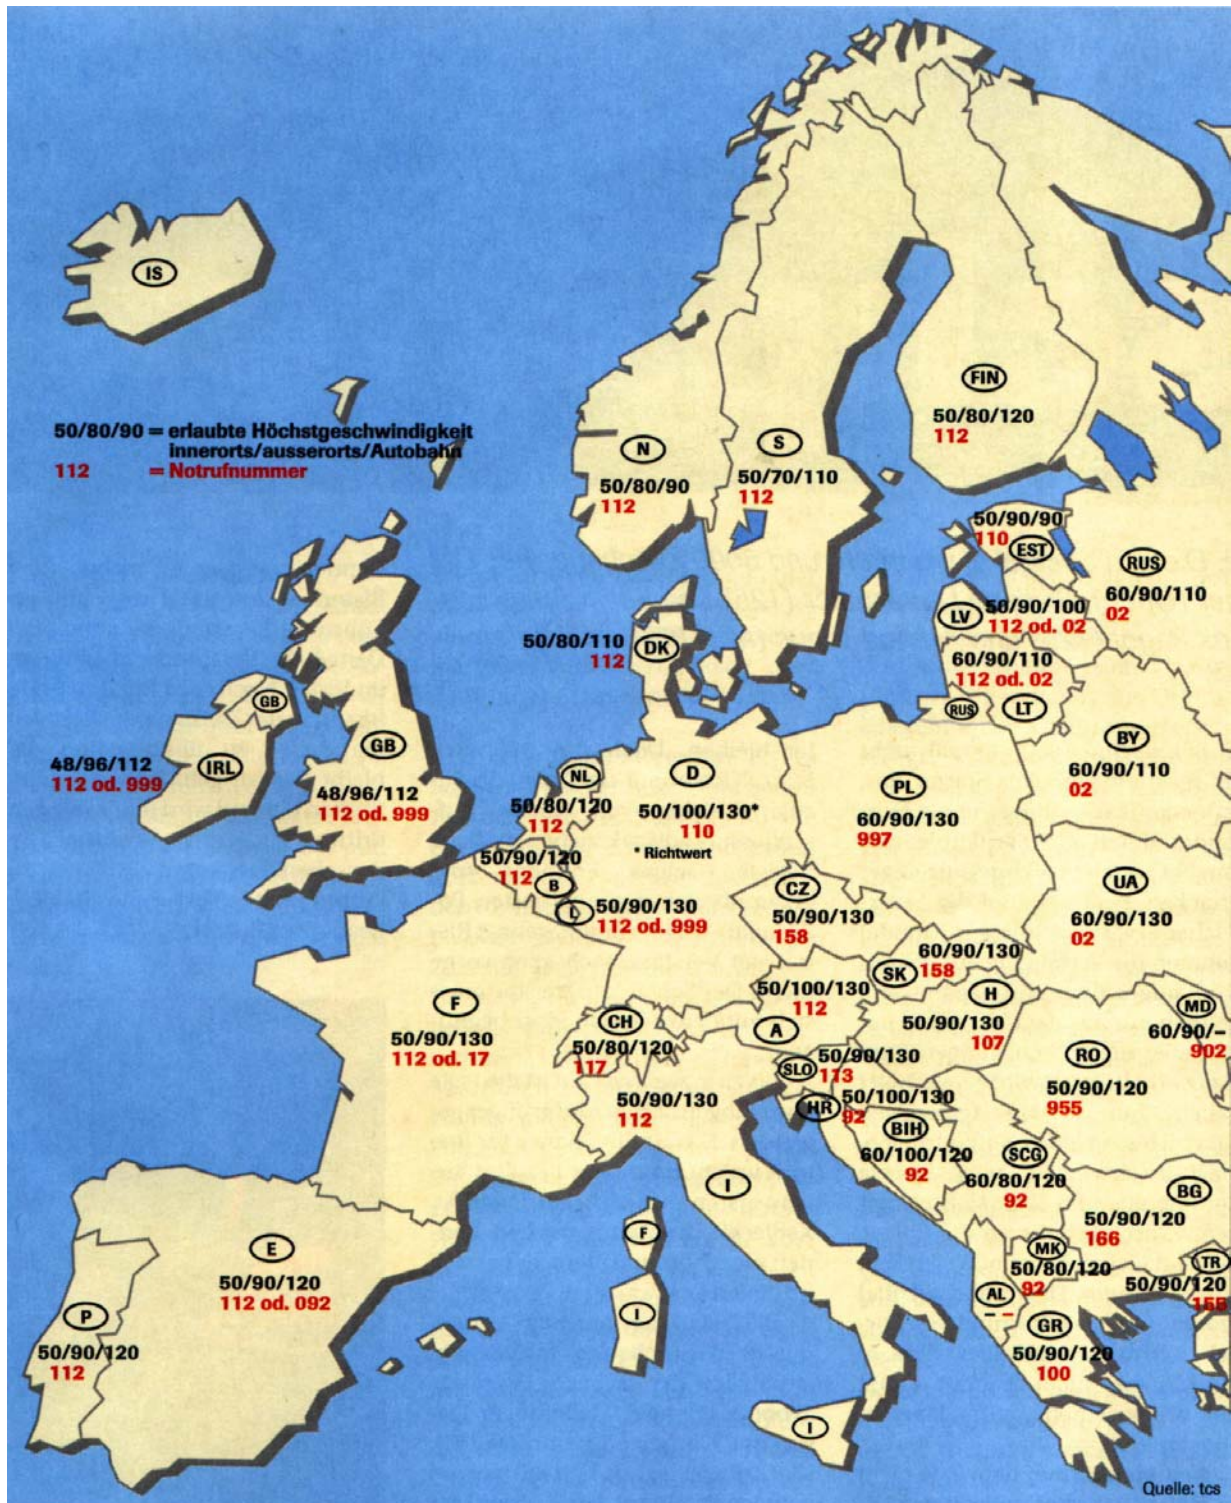 IS
50/80/90 = erlaubte Höchstgeschwindigkeit
innerorts/ausserorts/Autobahn
112 = Notrufnummer
FIN
50/80/120
112
N
50/80/90
112
S
50/70/110
112
50/90/90
110
EST
RUS
60/90/110
02
LV
50/90/100
112 od. 02
60/90/110
112 od. 02
LT
RUS
50/80/110
112
DK
GB
IRL
48/96/112
112 od. 999
GB
48/96/112
112 od. 999
NL
50/80/120
112
D
50/100/130*
110
* Richtwert
PL
60/90/130
997
BY
60/90/110
02
50/90/120
112
B
L
50/90/130
112 od. 999
CZ
50/90/130
158
UA
60/90/130
02
60/90/130
SK
158
F
50/90/130
112 od. 17
CH
50/80/120
117
50/100/130
112
A
H
50/90/130
107
MD
60/90/–
902
RO
50/90/120
955
SLO
50/90/130
113
50/90/130
112
HR
50/100/130
92
BIH
60/100/120
92
SCG
60/80/120
92
I
BG
50/90/120
166
F
I
E
50/90/120
112 od. 092
P
50/90/120
112
MK
50/80/120
92
TR
50/90/120
155
AL
– –
GR
50/90/120
100
I
Quelle: tcs